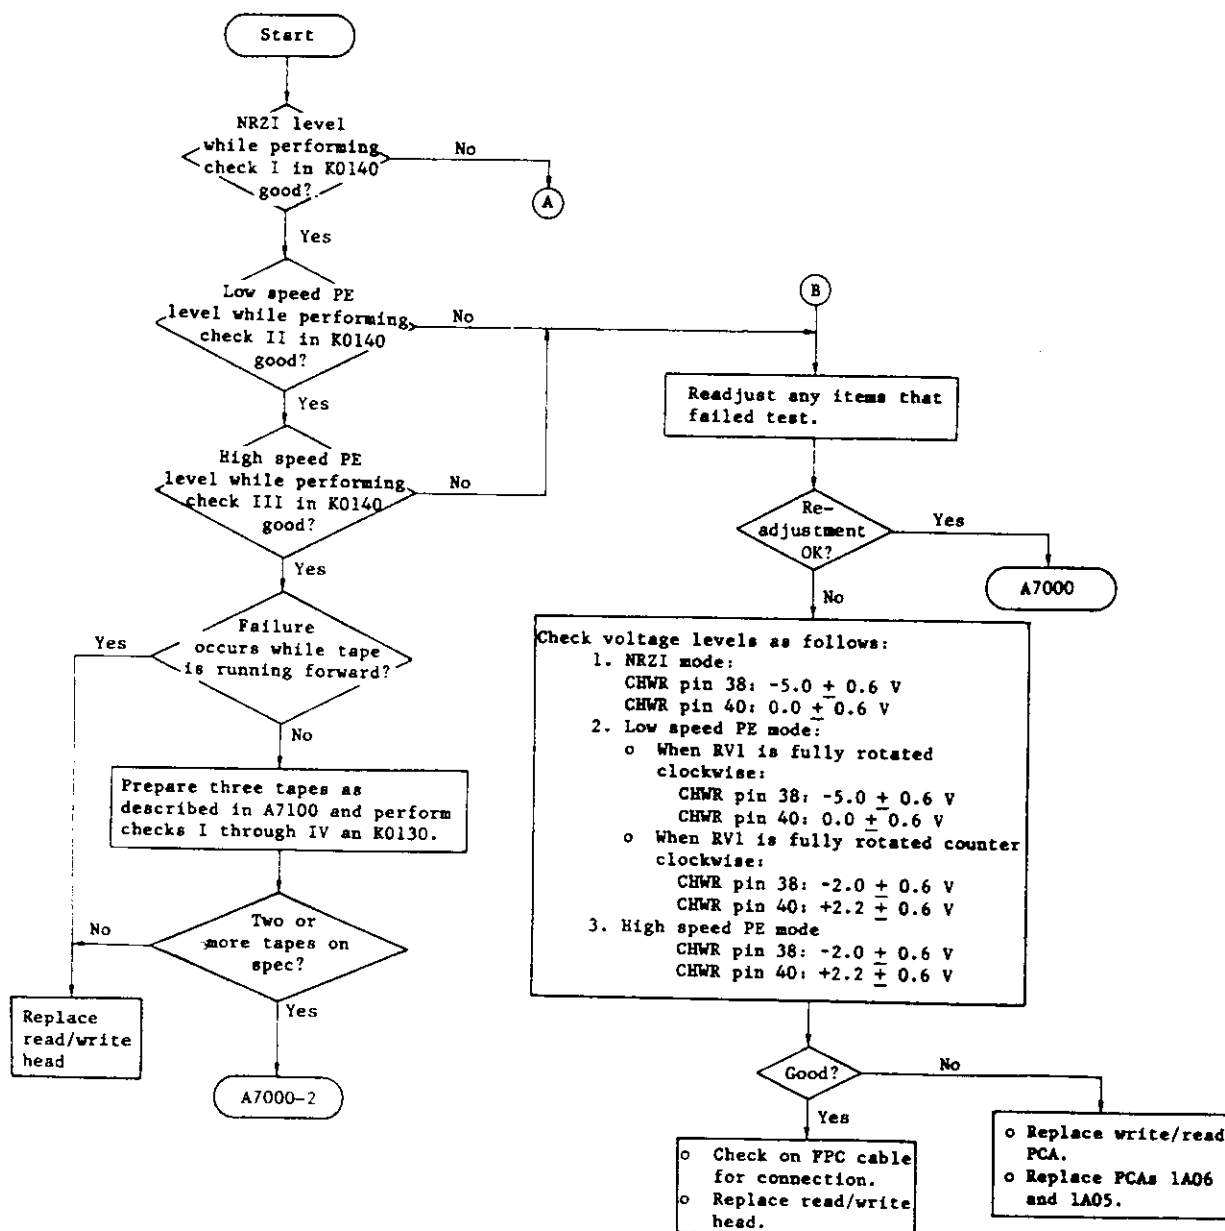 Start
NRZI level
while performing
check I in K0140
good?
No
A
Yes
Low speed PE
level while performing
check II in K0140
good?
No
Yes
High speed PE
level while performing
check III in K0140
good?
No
Yes
Failure
occurs while tape
is running forward?
Yes
No
Prepare three tapes as
described in A7100 and perform
checks I through IV an K0130.
Two or
more tapes on
spec?
No
Yes
Replace
read/write
head
A7000-2
B
Readjust any items that
failed test.
Re-
adjustment
OK?
Yes
A7000
No
Check voltage levels as follows:
1. NRZI mode:
CHWR pin 38: -5.0 ± 0.6 V
CHWR pin 40: 0.0 ± 0.6 V
2. Low speed PE mode:
o When RV1 is fully rotated
clockwise:
CHWR pin 38: -5.0 ± 0.6 V
CHWR pin 40: 0.0 ± 0.6 V
o When RV1 is fully rotated counter
clockwise:
CHWR pin 38: -2.0 ± 0.6 V
CHWR pin 40: +2.2 ± 0.6 V
3. High speed PE mode
CHWR pin 38: -2.0 ± 0.6 V
CHWR pin 40: +2.2 ± 0.6 V
Good?
No
Yes
o Check on FPC cable
for connection.
o Replace read/write
head.
o Replace write/read
PCA.
o Replace PCAs 1A06
and 1A05.